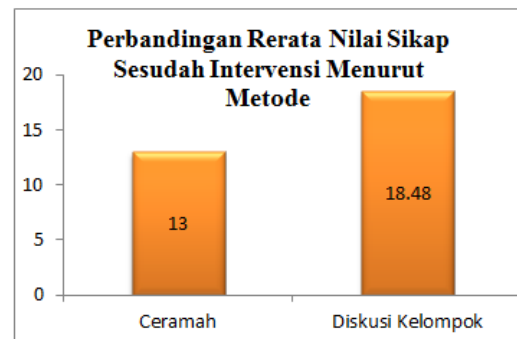 Perbandingan Rerata Nilai Sikap
Sesudah Intervensi Menurut
Metode
20
15
10
5
0
13
18.48
Ceramah
Diskusi Kelompok